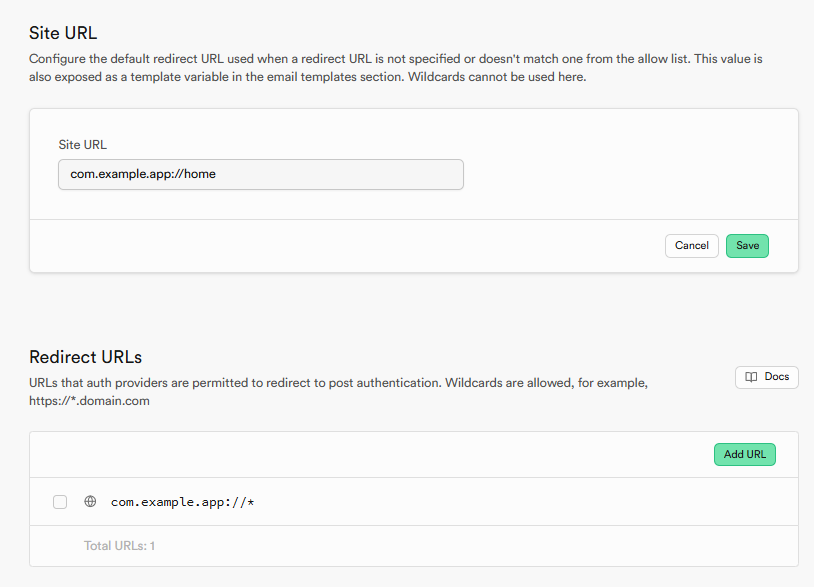 Site URL
Configure the default redirect URL used when a redirect URL is not specified or doesn't match one from the allow list. This value is
also exposed as a template variable in the email templates section. Wildcards cannot be used here.
Site URL
com.example.app://home
Cancel
Save
Redirect URLs
URLs that auth providers are permitted to redirect to post authentication. Wildcards are allowed, for example,
https://*.domain.com
Docs
Add URL
com.example.app://*
Total URLs: 1